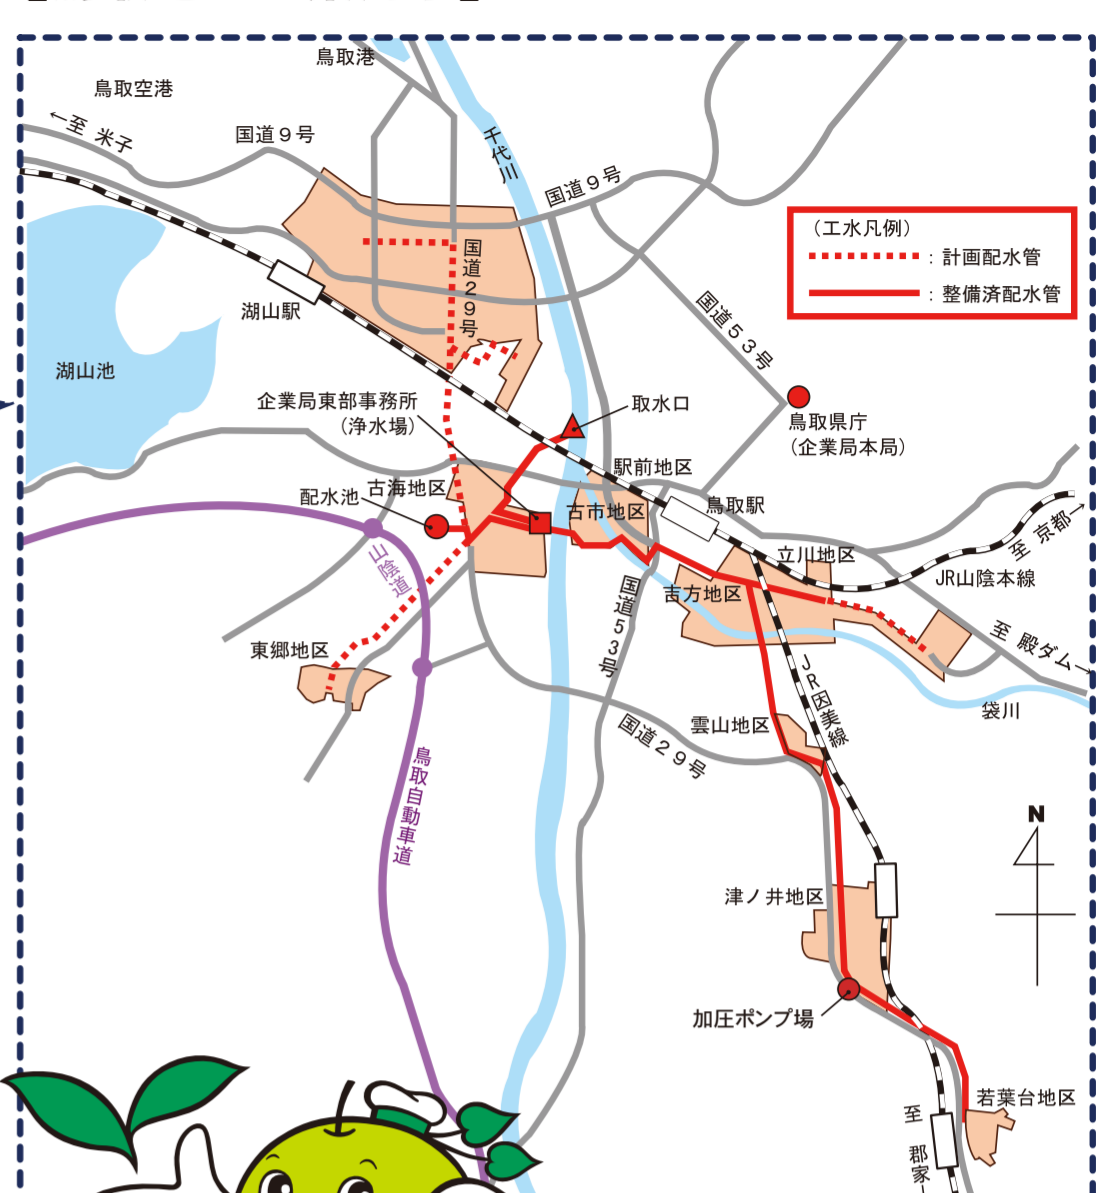 鳥取港
鳥取空港
←至 米子
国道９号
千代川
国道９号
（工水凡例）
：計画配水管
：整備済配水管
国道２９号
湖山駅
国道５３号
湖山池
企業局東部事務所
（浄水場）
取水口
鳥取県庁
（企業局本局）
駅前地区
古海地区
配水池
古市地区
鳥取駅
至 京都→
立川地区
JR山陰本線
山陰道
吉方地区
国道５３号
至 殿ダム→
東郷地区
JR因美線
袋川
雲山地区
国道２９号
鳥取自動車道
N
津ノ井地区
加圧ポンプ場
若葉台地区
至 郡家